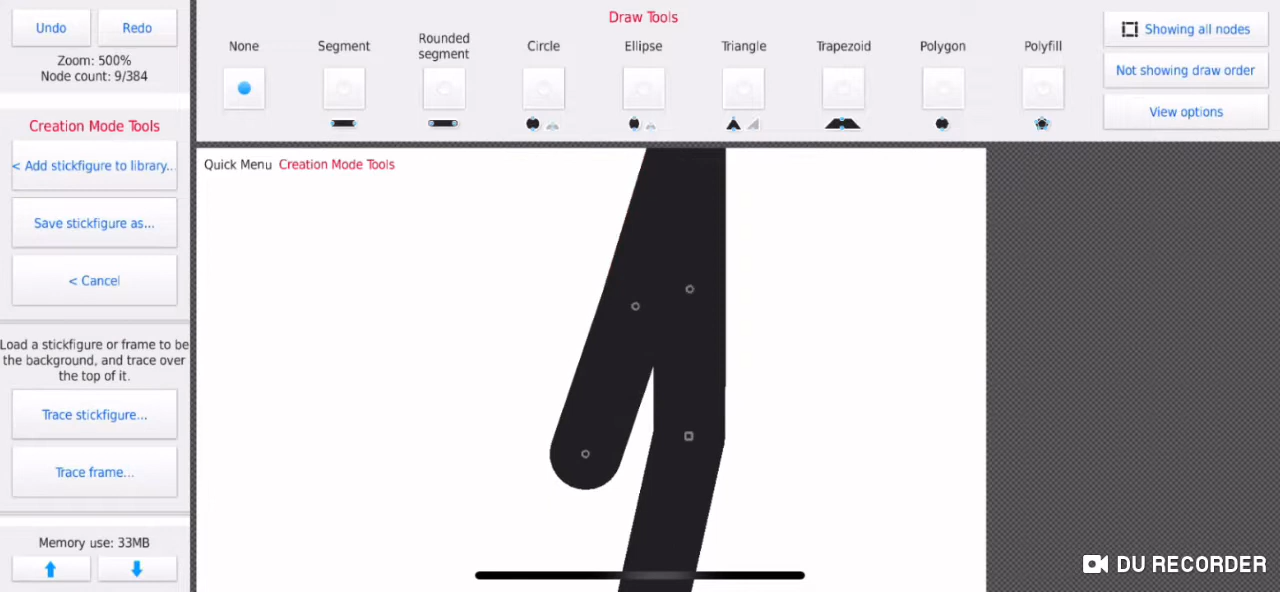 Undo
Redo
Zoom: 500%
Node count: 9/384
Creation Mode Tools
< Add stickfigure to library...
Save stickfigure as...
< Cancel
Load a stickfigure or frame to be
the background, and trace over
the top of it.
Trace stickfigure...
Trace frame...
Memory use: 33MB
Draw Tools
None
Segment
Rounded
segment
Circle
Ellipse
Triangle
Trapezoid
Polygon
Polyfill
Showing all nodes
Not showing draw order
View options
Quick Menu Creation Mode Tools
DU RECORDER